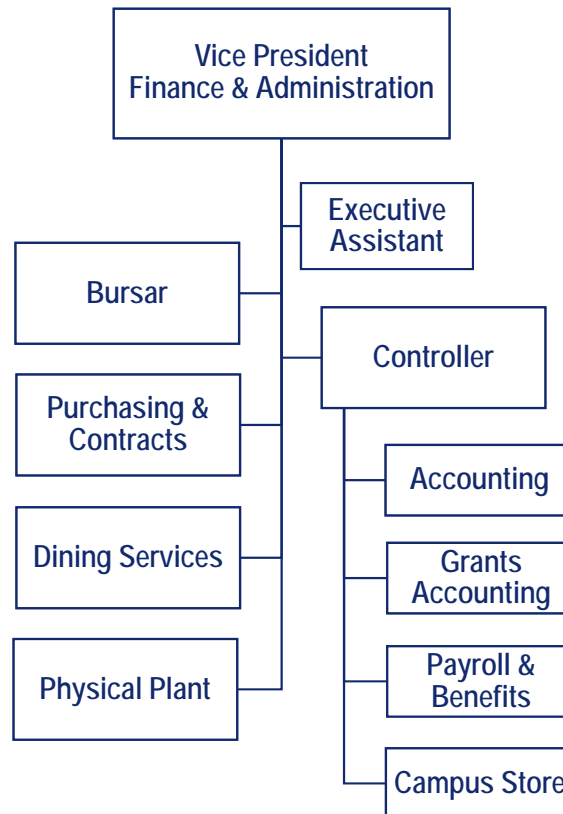 Vice President
Finance & Administration
Executive
Assistant
Bursar
Controller
Purchasing &
Contracts
Accounting
Dining Services
Grants
Accounting
Physical Plant
Payroll &
Benefits
Campus Store